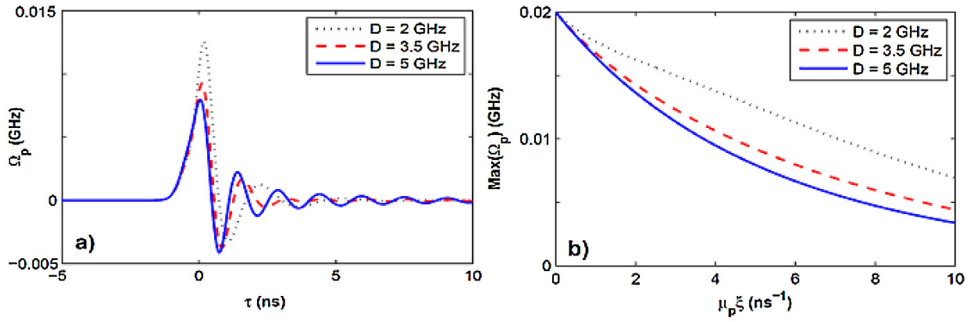 0.015
D = 2 GHz
D = 3.5 GHz
D = 5 GHz
Ωp (GHz)
0
a)
−0.005
−5
0
5
10
τ (ns)
0.02
D = 2 GHz
D = 3.5 GHz
D = 5 GHz
Max(Ωp) (GHz)
0.01
b)
0
0
2
4
6
8
10
μpξ (ns⁻¹)